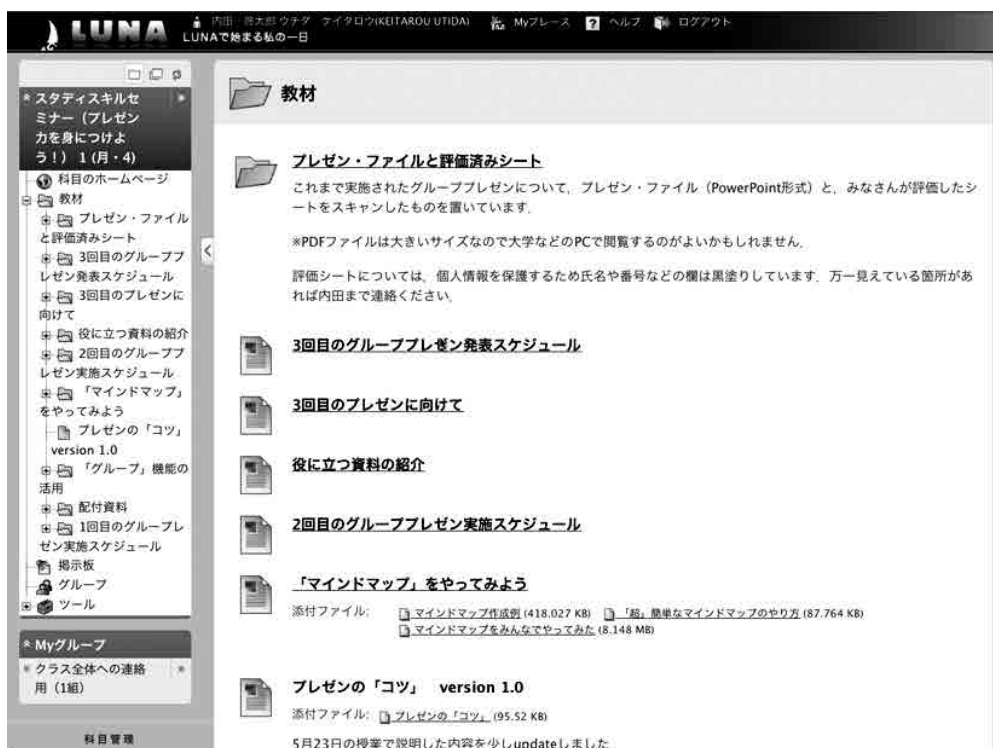 LUNA
内田 啓太郎 ウチダ ケイタロウ(KEITAROU UTIDA) Myプレース ? ヘルプ ログアウト
LUNAで始まる私の一日
スタディスキルセ
ミナー（プレゼン
力を身につけよ
う！） 1 (月・4)
科目のホームページ
教材
プレゼン・ファイル
と評価済みシート
3回目のグループプ
レゼン発表スケジュール
3回目のプレゼンに
向けて
役に立つ資料の紹介
2回目のグループプ
レゼン実施スケジュール
「マインドマップ」
をやってみよう
プレゼンの「コツ」
version 1.0
「グループ」機能の
活用
配付資料
1回目のグループレ
ゼン実施スケジュール
掲示板
グループ
ツール
Myグループ
クラス全体への連絡
用（1組）
科目管理
教材
プレゼン・ファイルと評価済みシート
これまで実施されたグループプレゼンについて，プレゼン・ファイル（PowerPoint形式）と，みなさんが評価したシ
ートをスキャンしたものを置いています．
※PDFファイルは大きいサイズなので大学などのPCで閲覧するのがよいかもしれません．
評価シートについては，個人情報を保護するため氏名や番号などの欄は黒塗りしています．万一見えている箇所があ
れば内田まで連絡ください．
3回目のグループプレゼン発表スケジュール
3回目のプレゼンに向けて
役に立つ資料の紹介
2回目のグループプレゼン実施スケジュール
「マインドマップ」をやってみよう
添付ファイル: マインドマップ作成例 (418.027 KB) 「超」簡単なマインドマップのやり方 (87.764 KB)
マインドマップをみんなでやってみた (8.148 MB)
プレゼンの「コツ」 version 1.0
添付ファイル: プレゼンの「コツ」 (95.52 KB)
5月23日の授業で説明した内容を少しupdateしました